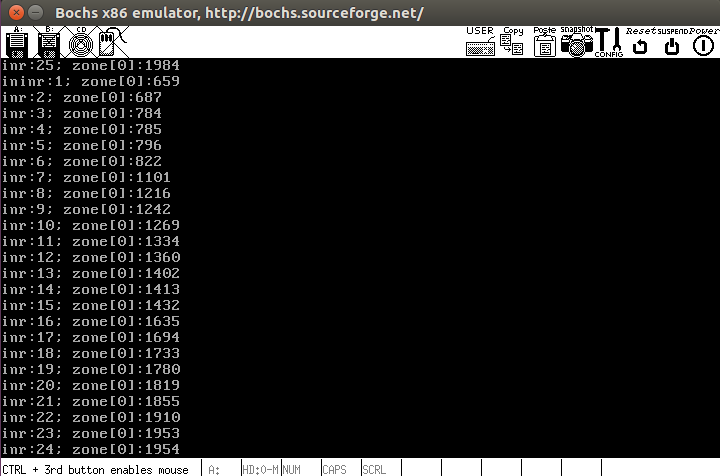 Bochs x86 emulator, http://bochs.sourceforge.net/
A: B: CD USER Copy Paste snapshot CONFIG Reset SUSPEND Power
inr:25; zone[0]:1984
ininr:1; zone[0]:659
inr:2; zone[0]:687
inr:3; zone[0]:784
inr:4; zone[0]:785
inr:5; zone[0]:796
inr:6; zone[0]:822
inr:7; zone[0]:1101
inr:8; zone[0]:1216
inr:9; zone[0]:1242
inr:10; zone[0]:1269
inr:11; zone[0]:1334
inr:12; zone[0]:1360
inr:13; zone[0]:1402
inr:14; zone[0]:1413
inr:15; zone[0]:1432
inr:16; zone[0]:1635
inr:17; zone[0]:1694
inr:18; zone[0]:1733
inr:19; zone[0]:1780
inr:20; zone[0]:1819
inr:21; zone[0]:1855
inr:22; zone[0]:1910
inr:23; zone[0]:1953
inr:24; zone[0]:1954
CTRL + 3rd button enables mouse A: HD:0-M NUM CAPS SCRL